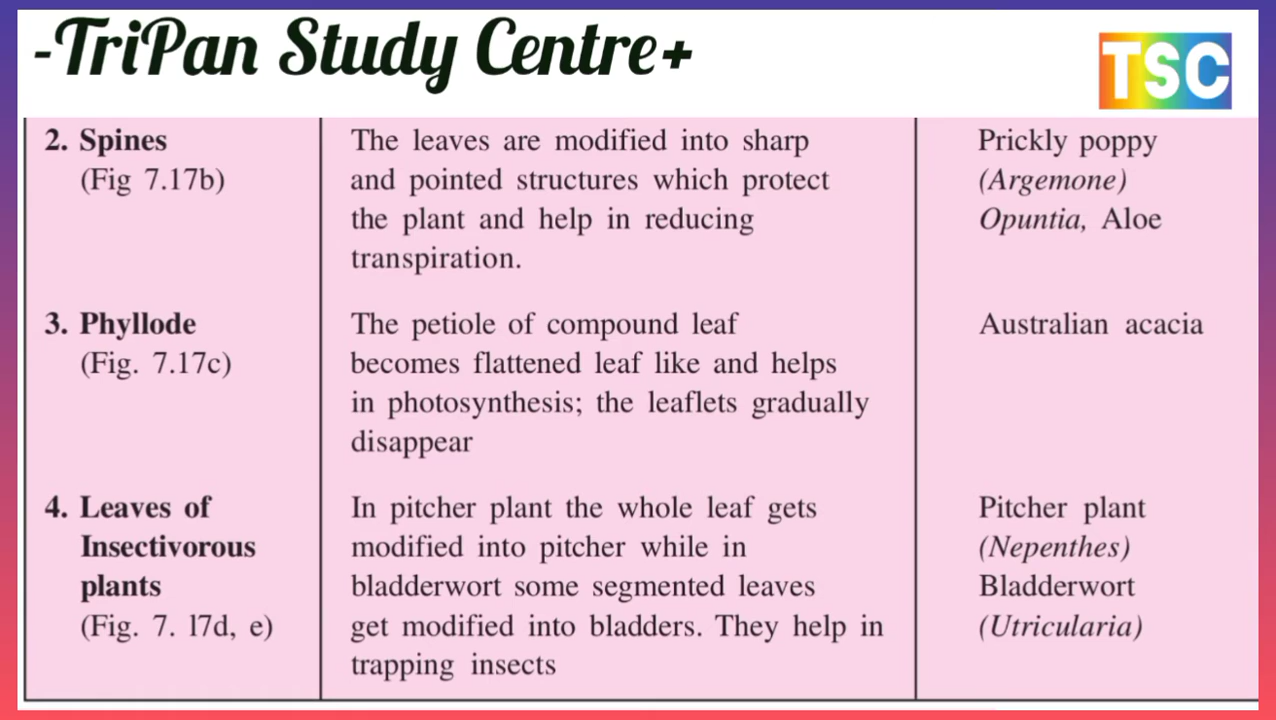 -TriPan Study Centre+
TSC
2. Spines
(Fig 7.17b)
The leaves are modified into sharp
and pointed structures which protect
the plant and help in reducing
transpiration.
Prickly poppy
(Argemone)
Opuntia, Aloe
3. Phyllode
(Fig. 7.17c)
The petiole of compound leaf
becomes flattened leaf like and helps
in photosynthesis; the leaflets gradually
disappear
Australian acacia
4. Leaves of
Insectivorous
plants
(Fig. 7. l7d, e)
In pitcher plant the whole leaf gets
modified into pitcher while in
bladderwort some segmented leaves
get modified into bladders. They help in
trapping insects
Pitcher plant
(Nepenthes)
Bladderwort
(Utricularia)